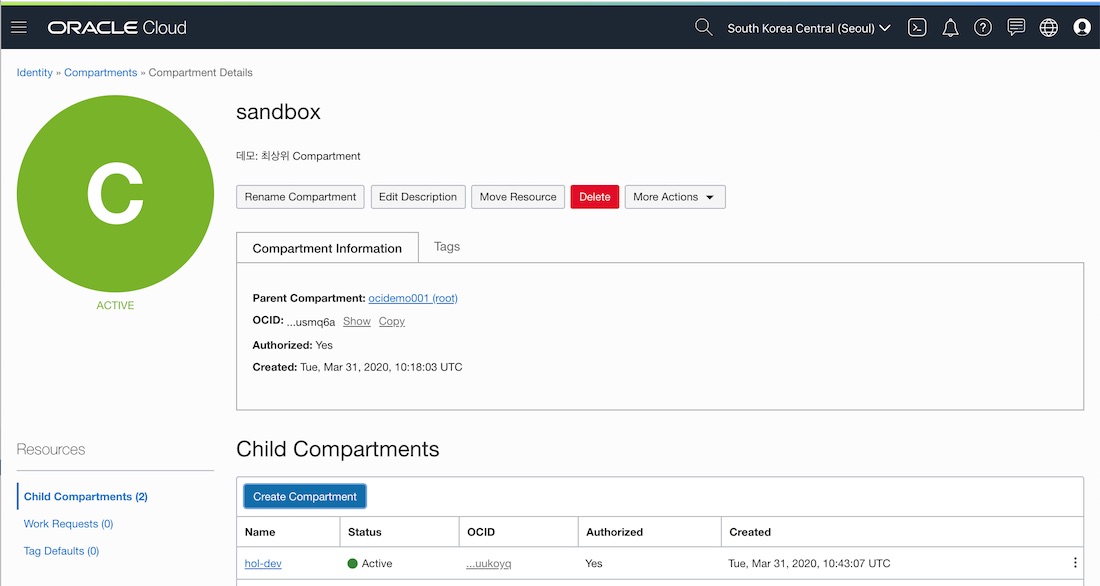 ORACLE Cloud
South Korea Central (Seoul)
Identity » Compartments » Compartment Details
C
ACTIVE
sandbox
데모: 최상위 Compartment
Rename Compartment Edit Description Move Resource Delete More Actions
Compartment Information Tags
Parent Compartment: ocidemo001 (root)
OCID: ...usmq6a Show Copy
Authorized: Yes
Created: Tue, Mar 31, 2020, 10:18:03 UTC
Resources
Child Compartments (2)
Work Requests (0)
Tag Defaults (0)
Child Compartments
Create Compartment
Name Status OCID Authorized Created
hol-dev Active ...uukoyq Yes Tue, Mar 31, 2020, 10:43:07 UTC